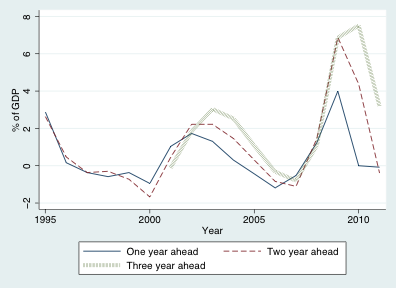 8
6
4
2
0
−2
% of GDP
1995 2000 2005 2010
Year
One year ahead Two year ahead
Three year ahead